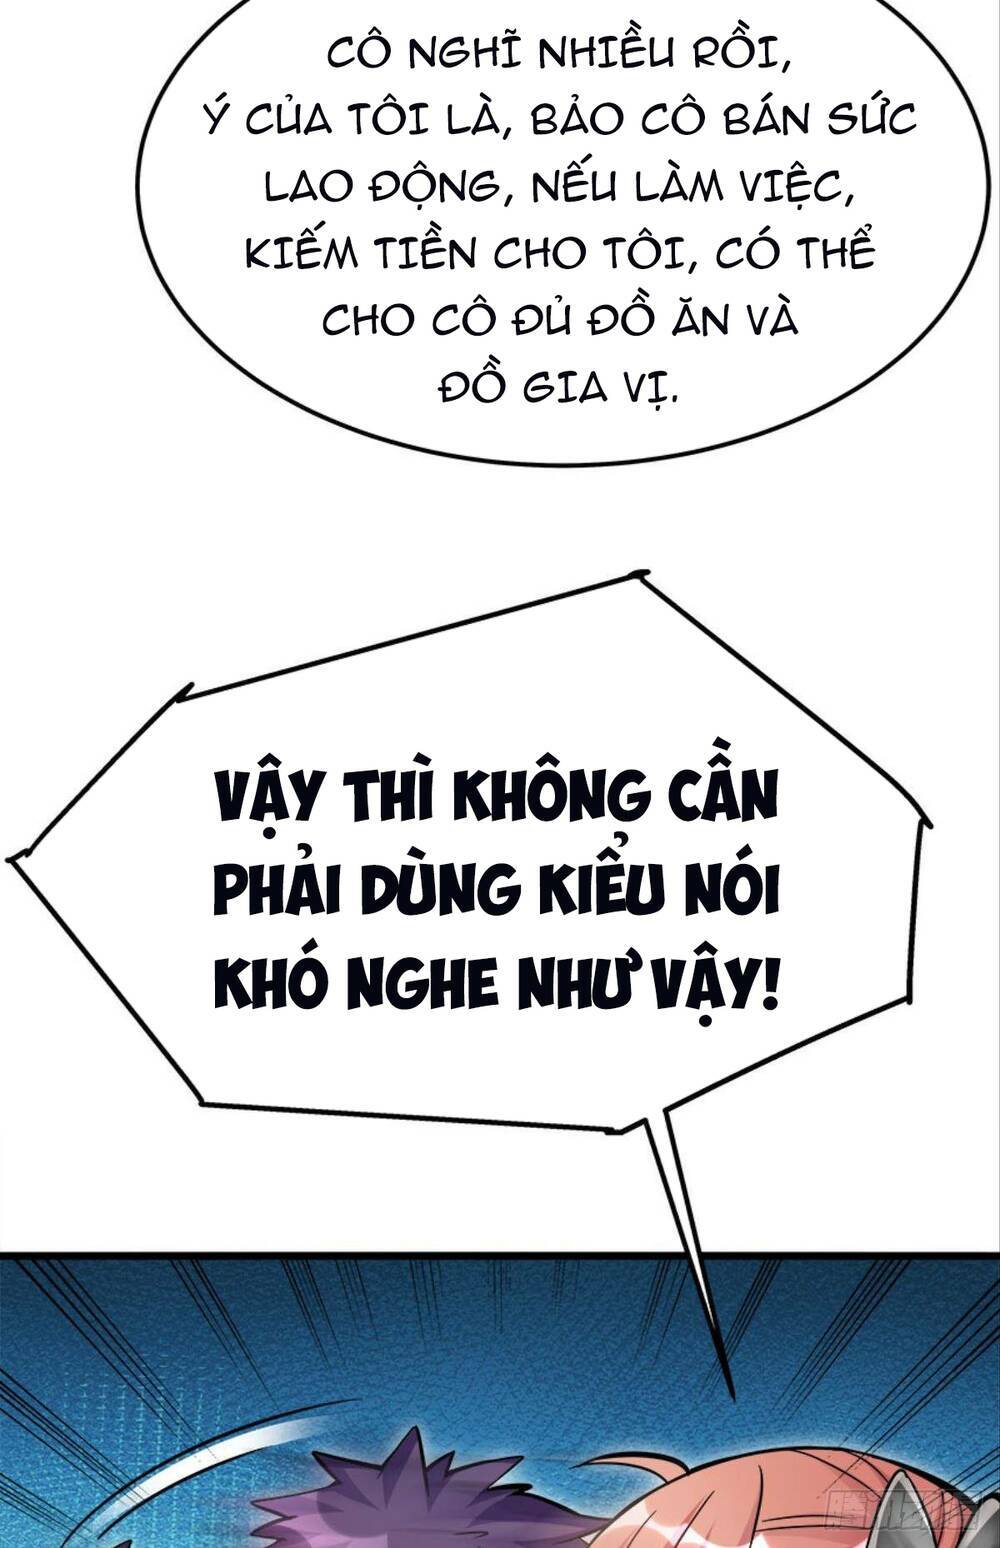 CÔ NGHĨ NHIỀU RỒI,
Ý CỦA TÔI LÀ, BẢO CÔ BÁN SỨC
LAO ĐỘNG, NẾU LÀM VIỆC,
KIẾM TIỀN CHO TÔI, CÓ THỂ
CHO CÔ ĐỦ ĐỒ ĂN VÀ
ĐỒ GIA VỊ.
VẬY THÌ KHÔNG CẦN
PHẢI DÙNG KIỂU NÓI
KHÓ NGHE NHƯ VẬY!